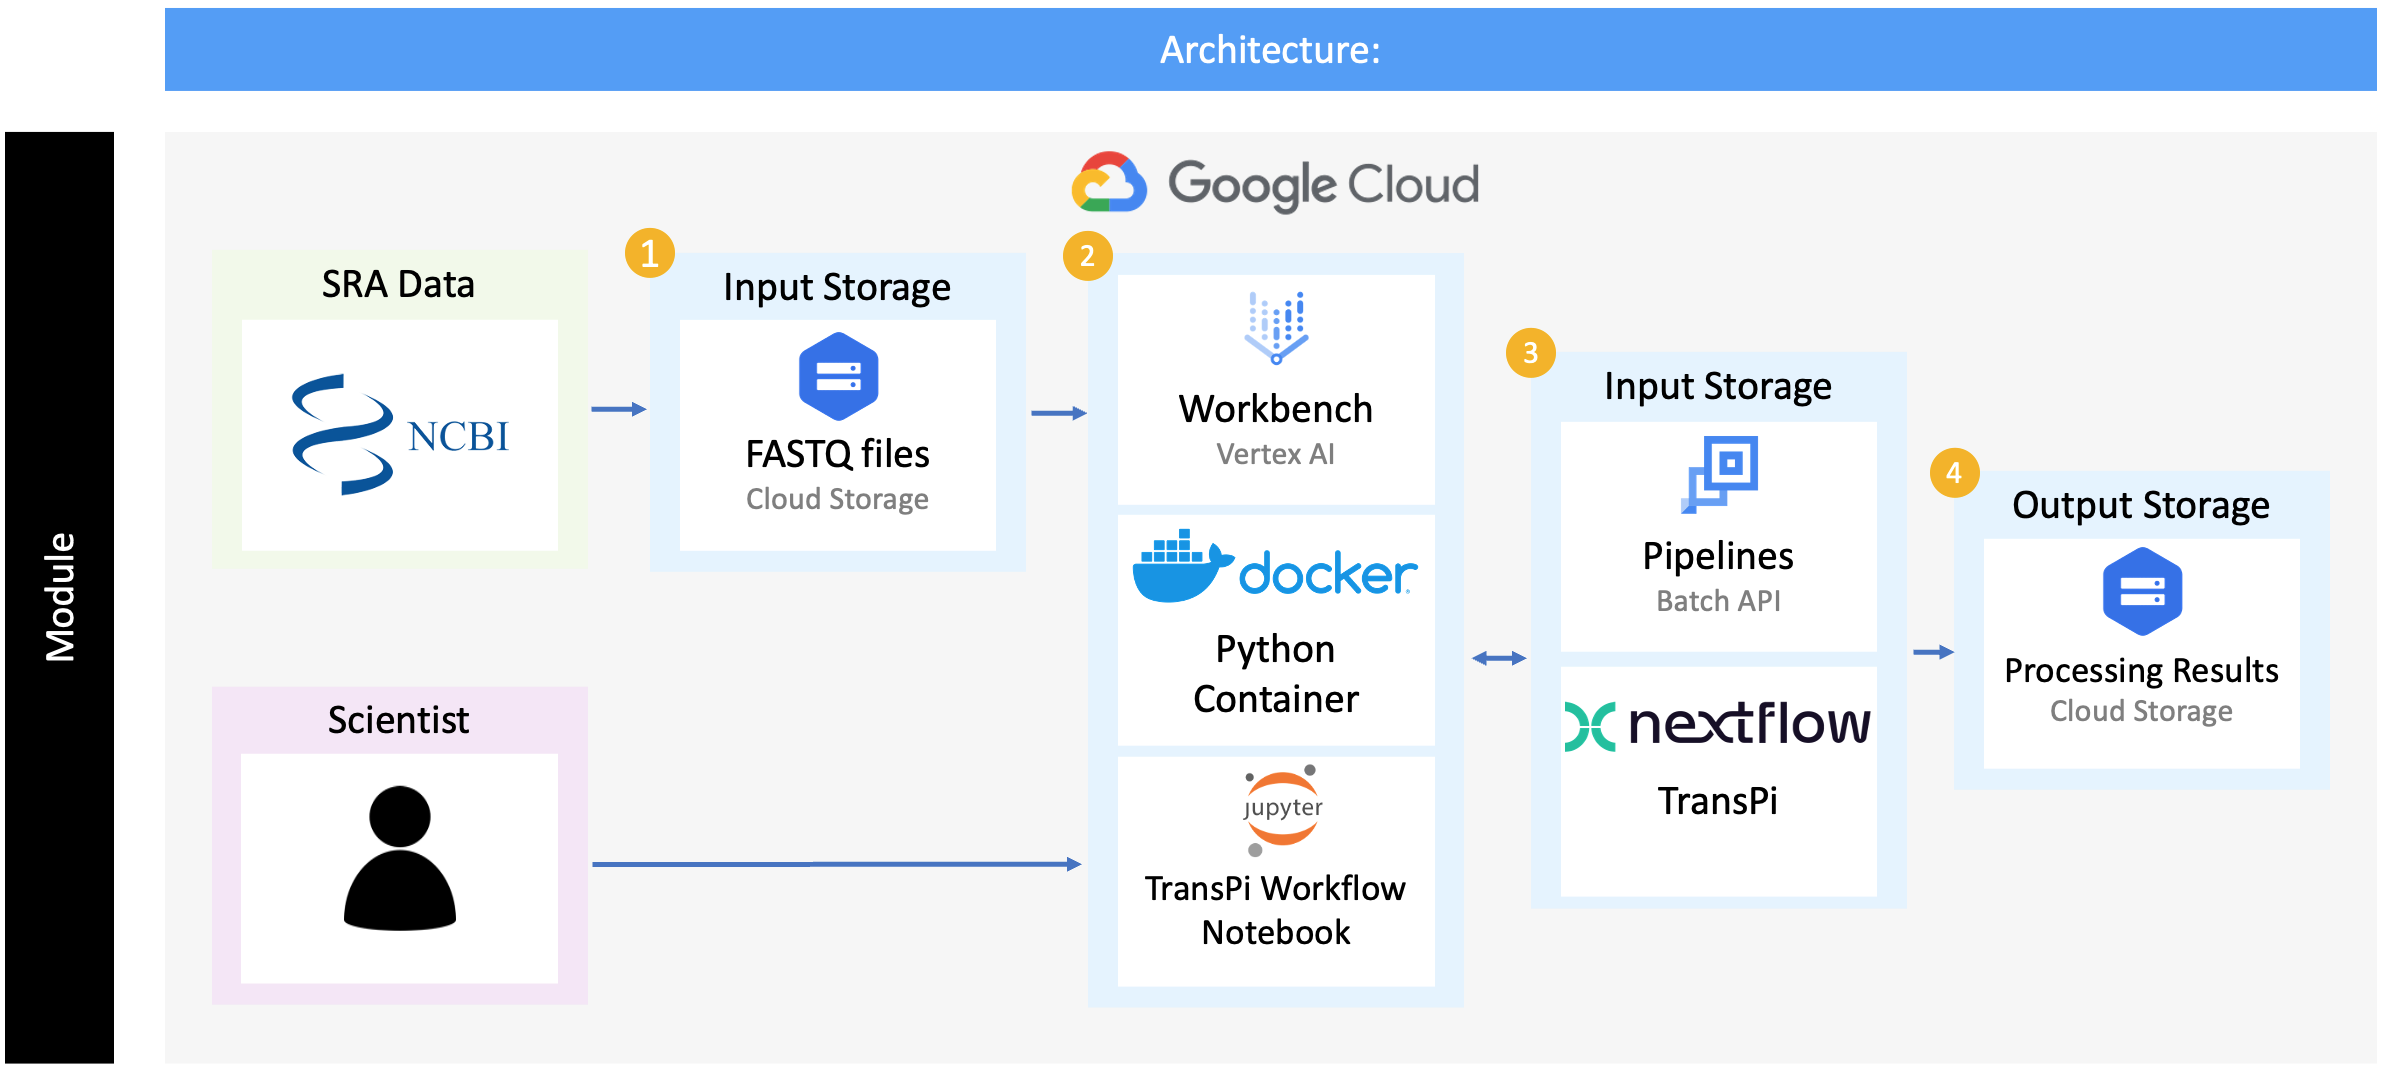 Architecture:
Module
Google Cloud
SRA Data
NCBI
1
Input Storage
FASTQ files
Cloud Storage
Scientist
2
Workbench
Vertex AI
docker
Python
Container
jupyter
TransPi Workflow
Notebook
3
Input Storage
Pipelines
Batch API
nextflow
TransPi
4
Output Storage
Processing Results
Cloud Storage